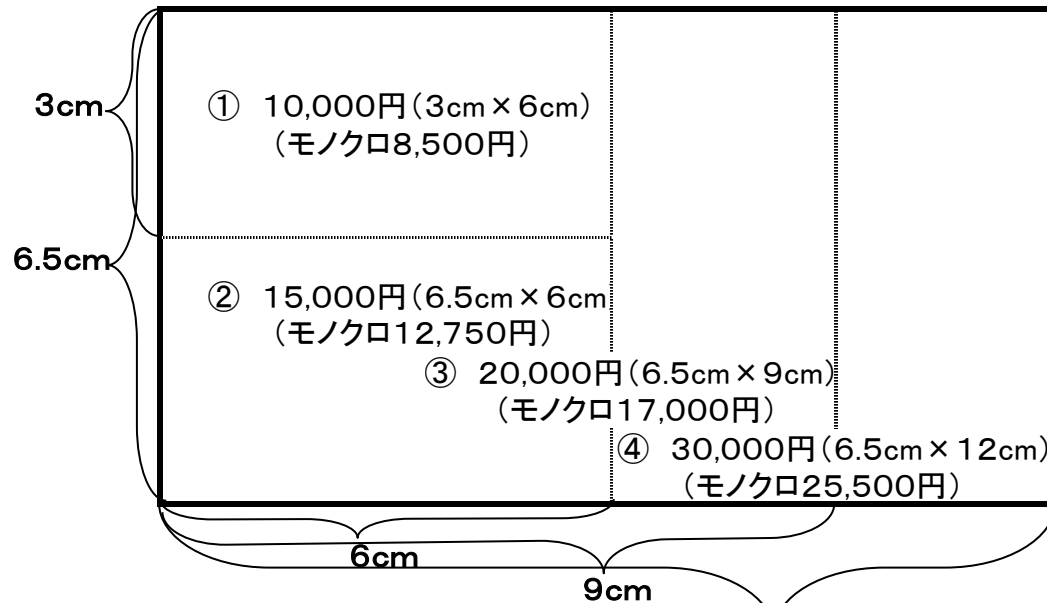 3cm
① 10,000円(3cm×6cm)
(モノクロ8,500円)
6.5cm
② 15,000円(6.5cm×6cm
(モノクロ12,750円)
③ 20,000円(6.5cm×9cm)
(モノクロ17,000円)
④ 30,000円(6.5cm×12cm)
(モノクロ25,500円)
6cm
9cm